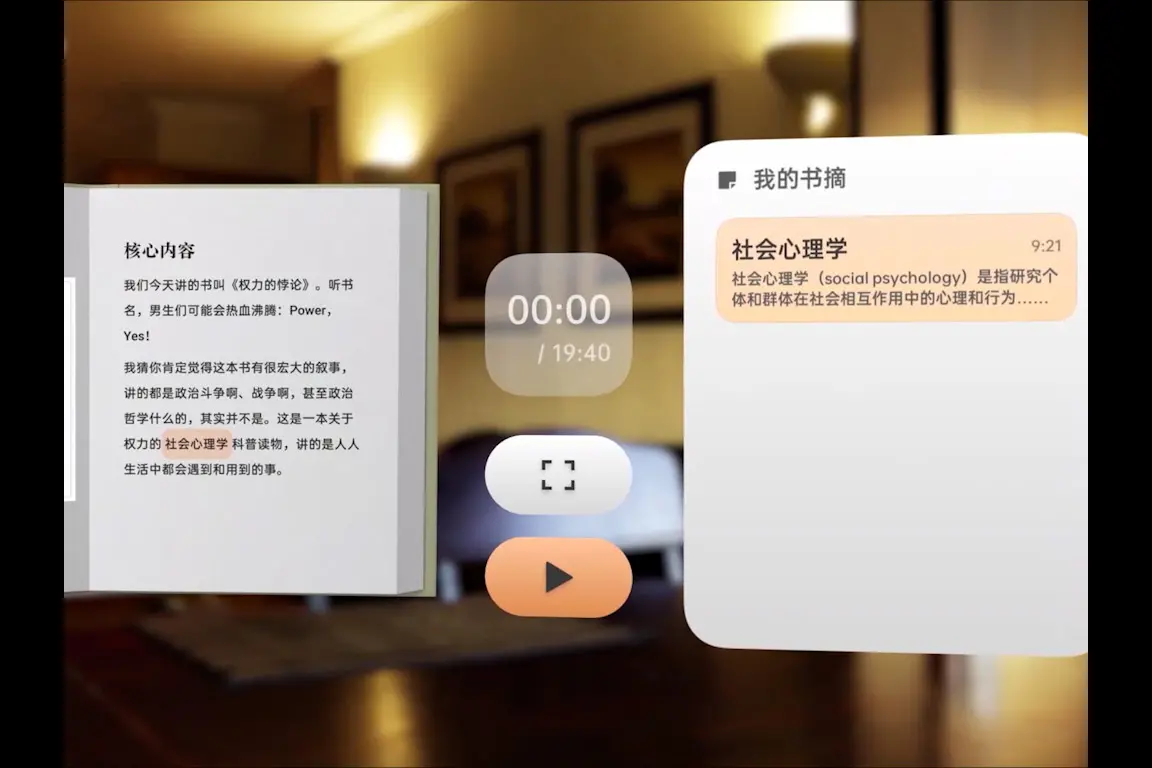 核心内容
我们今天讲的书叫《权力的悖论》。听书
名，男生们可能会热血沸腾：Power，
Yes！
我猜你肯定觉得这本书有很宏大的叙事，
讲的都是政治斗争啊、战争啊，甚至政治
哲学什么的，其实并不是。这是一本关于
权力的 社会心理学 科普读物，讲的是人人
生活中都会遇到和用到的事。
00:00
/ 19:40
我的书摘
社会心理学 9:21
社会心理学（social psychology）是指研究个
体和群体在社会相互作用中的心理和行为……